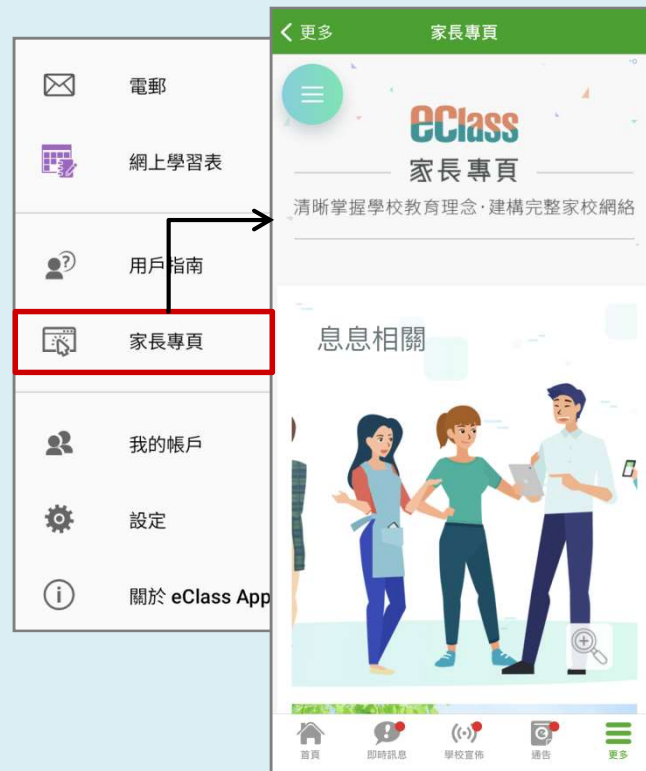 電郵
網上學習表
用戶指南
家長專頁
我的帳戶
設定
關於 eClass App
更多
家長專頁
eClass
家長專頁
清晰掌握學校教育理念·建構完整家校網絡
息息相關
首頁
即時訊息
學校宣佈
通告
更多